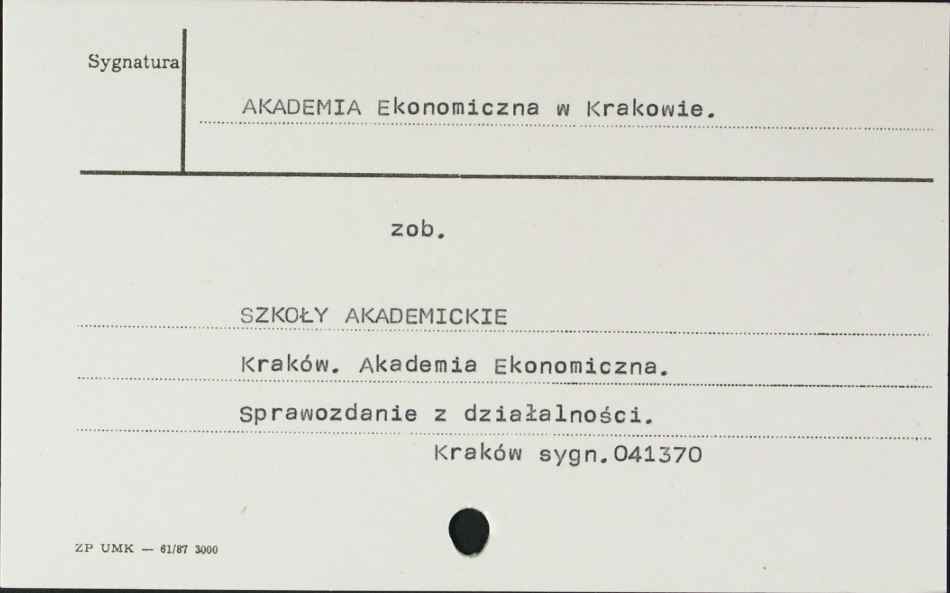 Sygnatura
AKADEMIA Ekonomiczna w Krakowie.
zob.
SZKOŁY AKADEMICKIE
Kraków. Akademia Ekonomiczna.
Sprawozdanie z działalności.
Kraków sygn.041370
ZP UMK — 61/87 3000